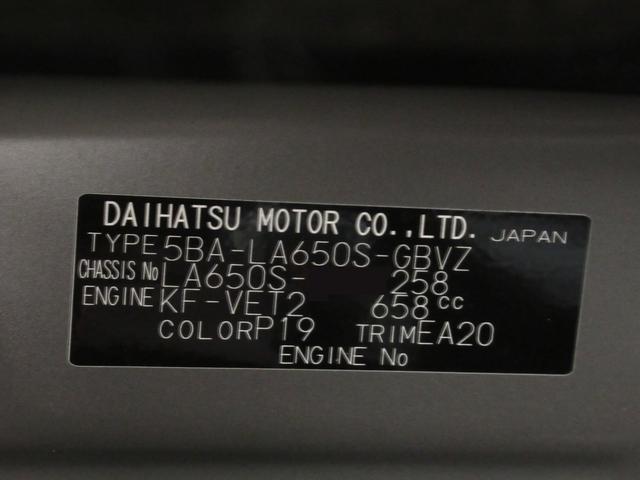 DAIHATSU MOTOR CO.,LTD. JAPAN
TYPE 5BA-LA650S-GBVZ
CHASSIS No LA650S- 258
ENGINE KF-VET2 658cc
COLOR P19 TRIM EA20
ENGINE No